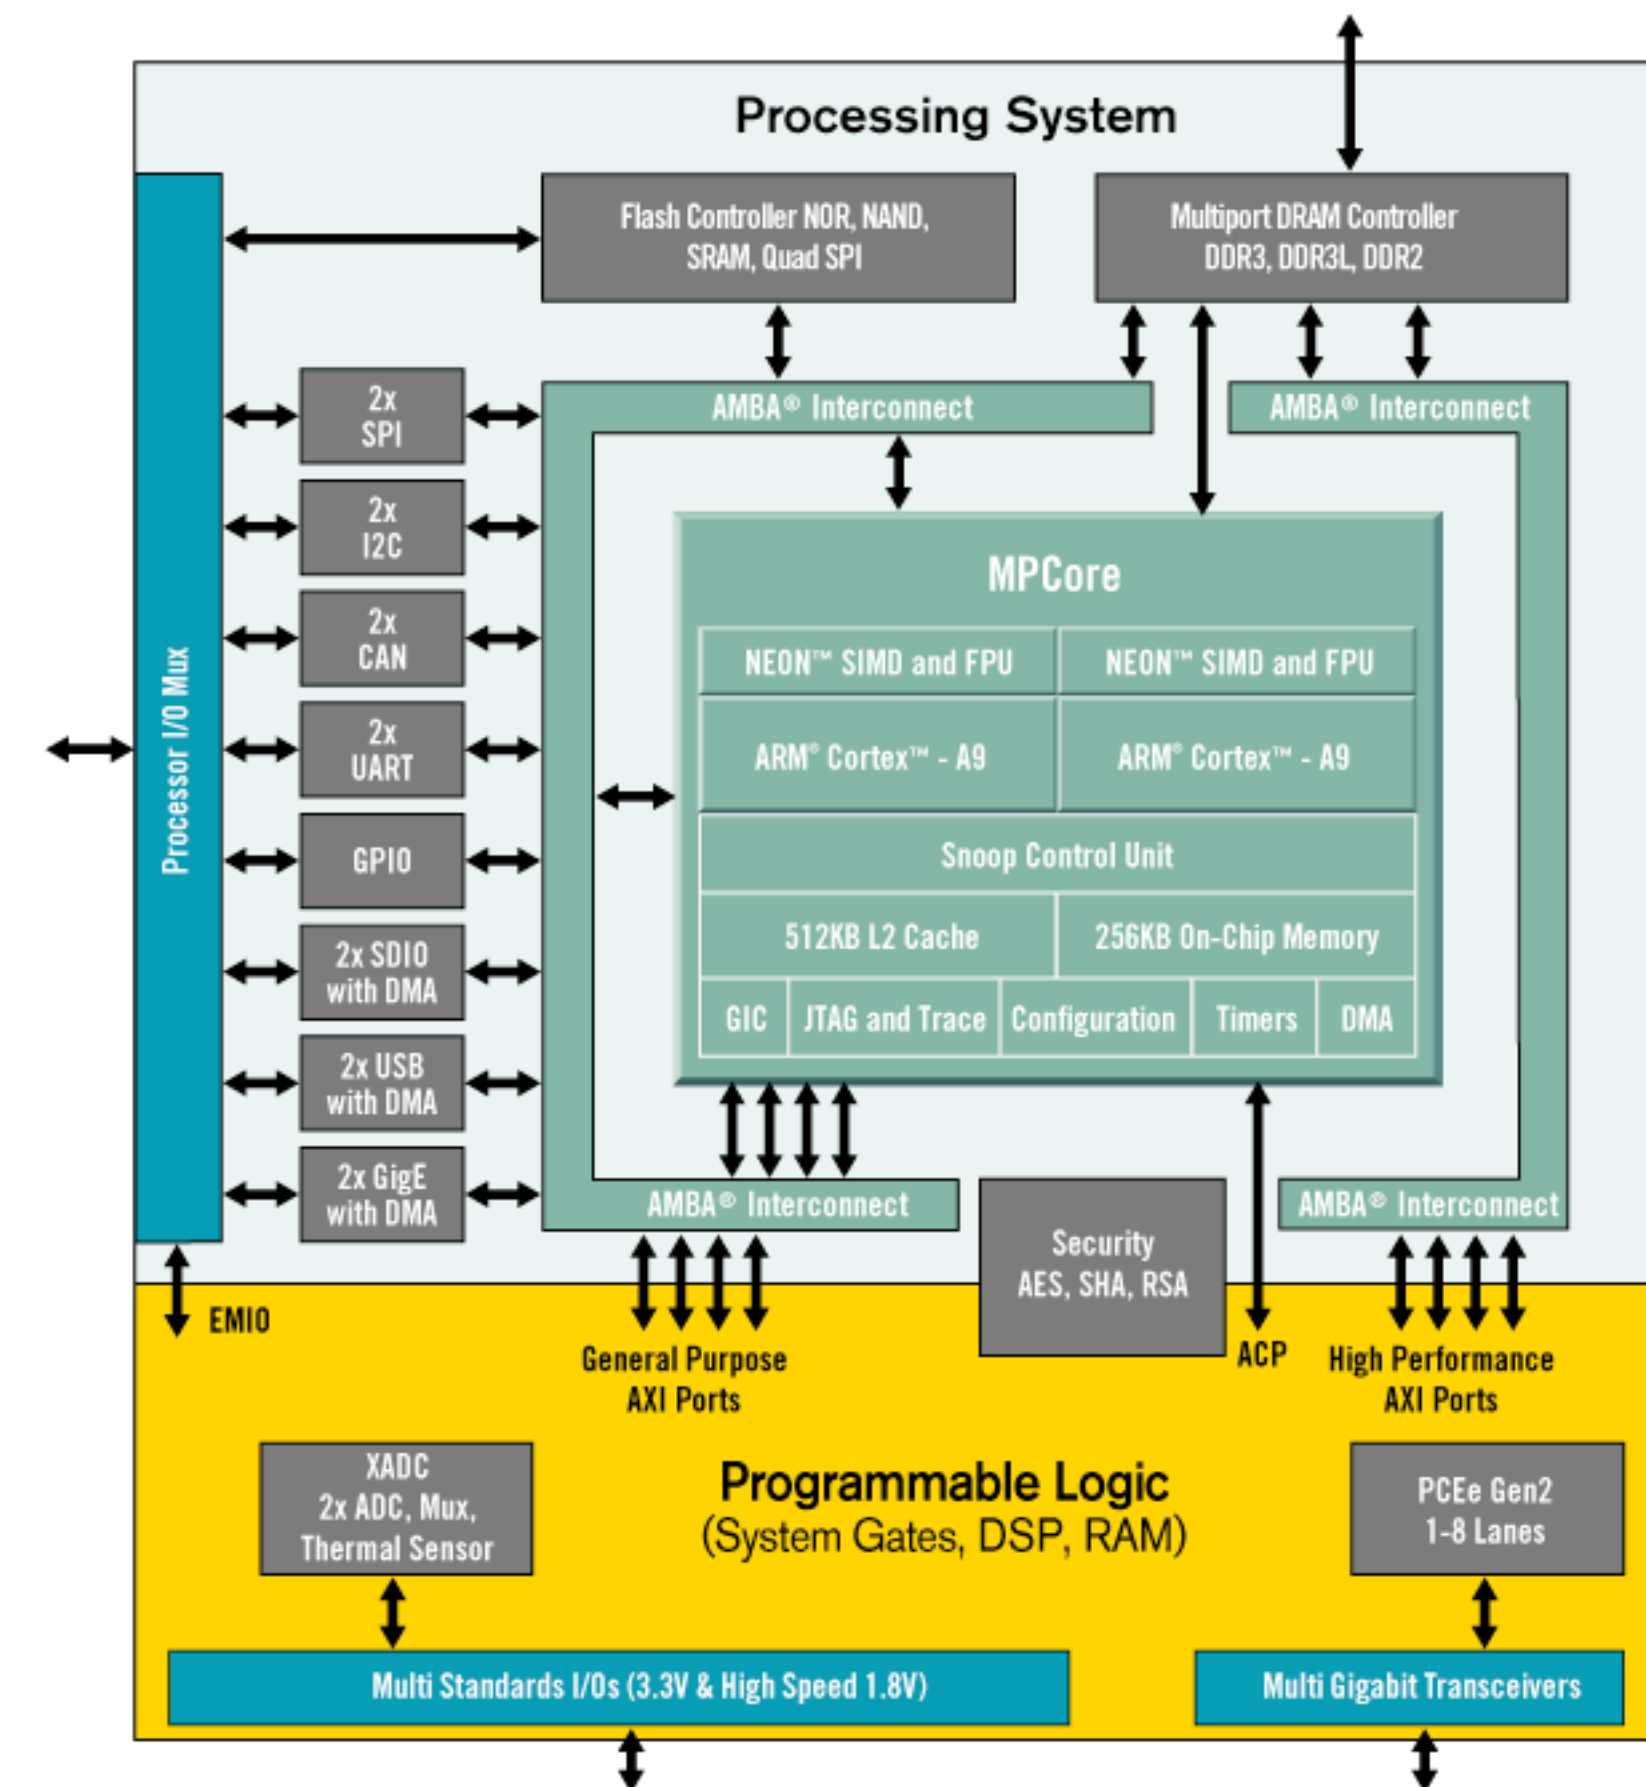 Processing System
Flash Controller NOR, NAND,
SRAM, Quad SPI
Multiport DRAM Controller
DDR3, DDR3L, DDR2
Processor I/O Mux
2x
SPI
2x
I2C
2x
CAN
2x
UART
GPIO
2x SDIO
with DMA
2x USB
with DMA
2x GigE
with DMA
AMBA® Interconnect
AMBA® Interconnect
MPCore
NEON™ SIMD and FPU
NEON™ SIMD and FPU
ARM® Cortex™ - A9
ARM® Cortex™ - A9
Snoop Control Unit
512KB L2 Cache
256KB On-Chip Memory
GIC
JTAG and Trace
Configuration
Timers
DMA
AMBA® Interconnect
Security
AES, SHA, RSA
AMBA® Interconnect
EMIO
General Purpose
AXI Ports
ACP
High Performance
AXI Ports
XADC
2x ADC, Mux,
Thermal Sensor
Programmable Logic
(System Gates, DSP, RAM)
PCEe Gen2
1-8 Lanes
Multi Standards I/Os (3.3V & High Speed 1.8V)
Multi Gigabit Transceivers